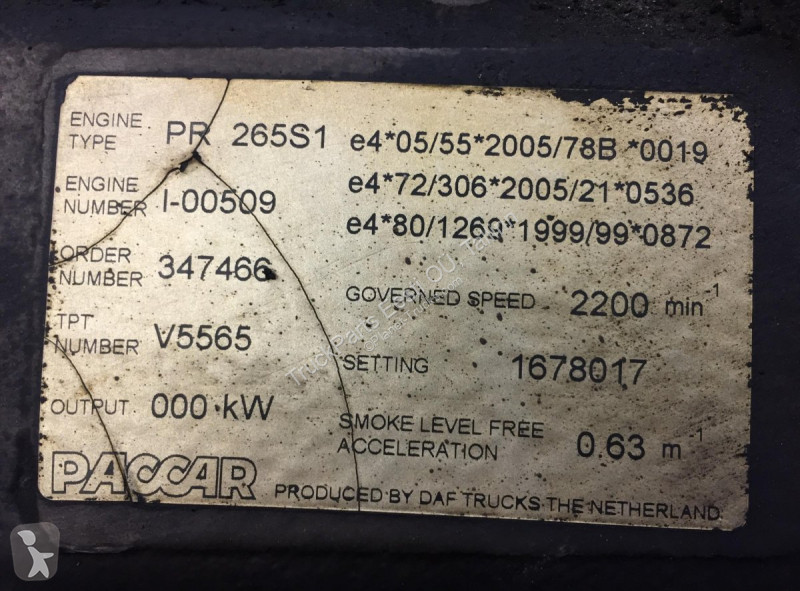 ENGINE TYPE PR 265S1
ENGINE NUMBER I-00509
ORDER NUMBER 347466
TPT NUMBER V5565
OUTPUT 000 kW
PACCAR
e4*05/55*2005/78B *0019
e4*72/306*2005/21*0536
e4*80/1269*1999/99*0872
GOVERNED SPEED 2200 min-1
SETTING 1678017
SMOKE LEVEL FREE ACCELERATION 0.63 m-1
PRODUCED BY DAF TRUCKS THE NETHERLAND